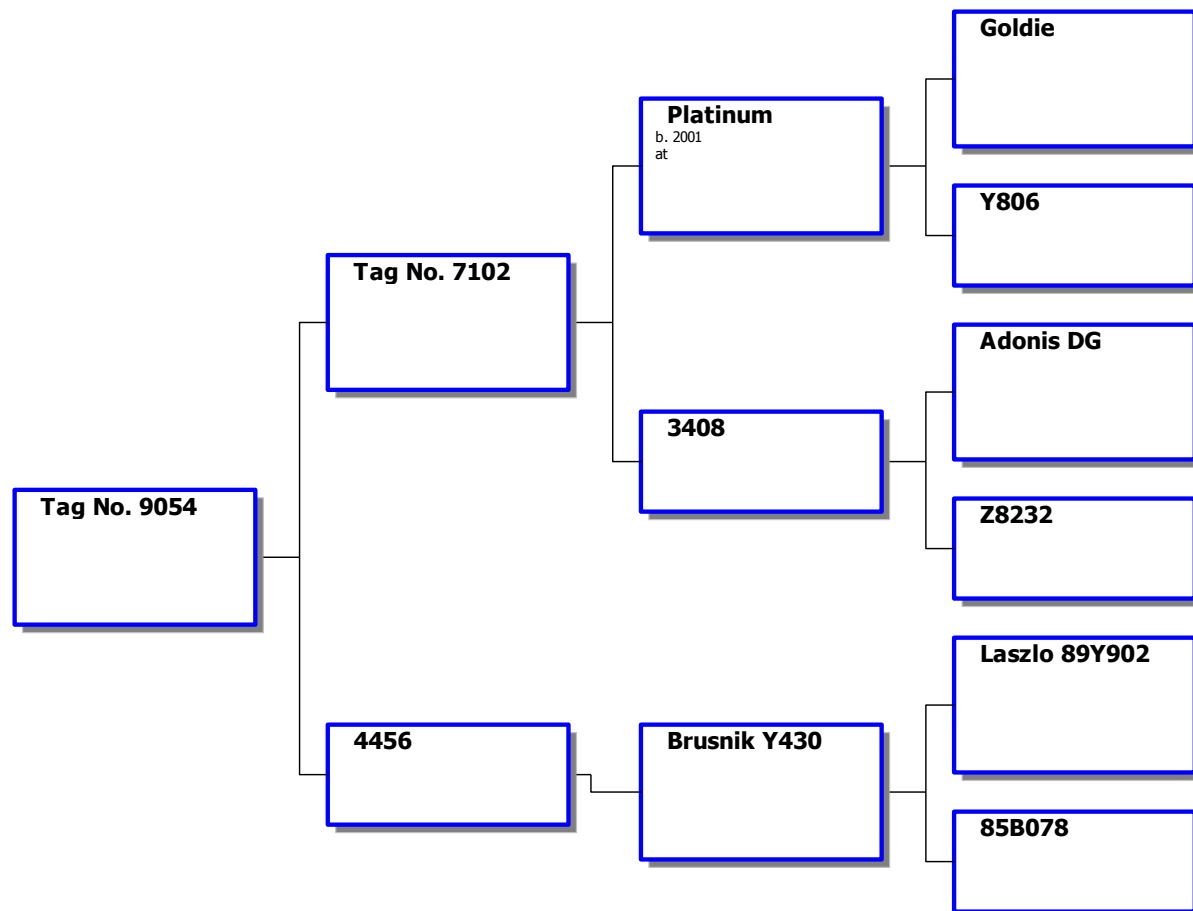 Goldie
Platinum
b. 2001
at
Y806
Tag No. 7102
Adonis DG
3408
Tag No. 9054
Z8232
Laszlo 89Y902
4456
Brusnik Y430
85B078